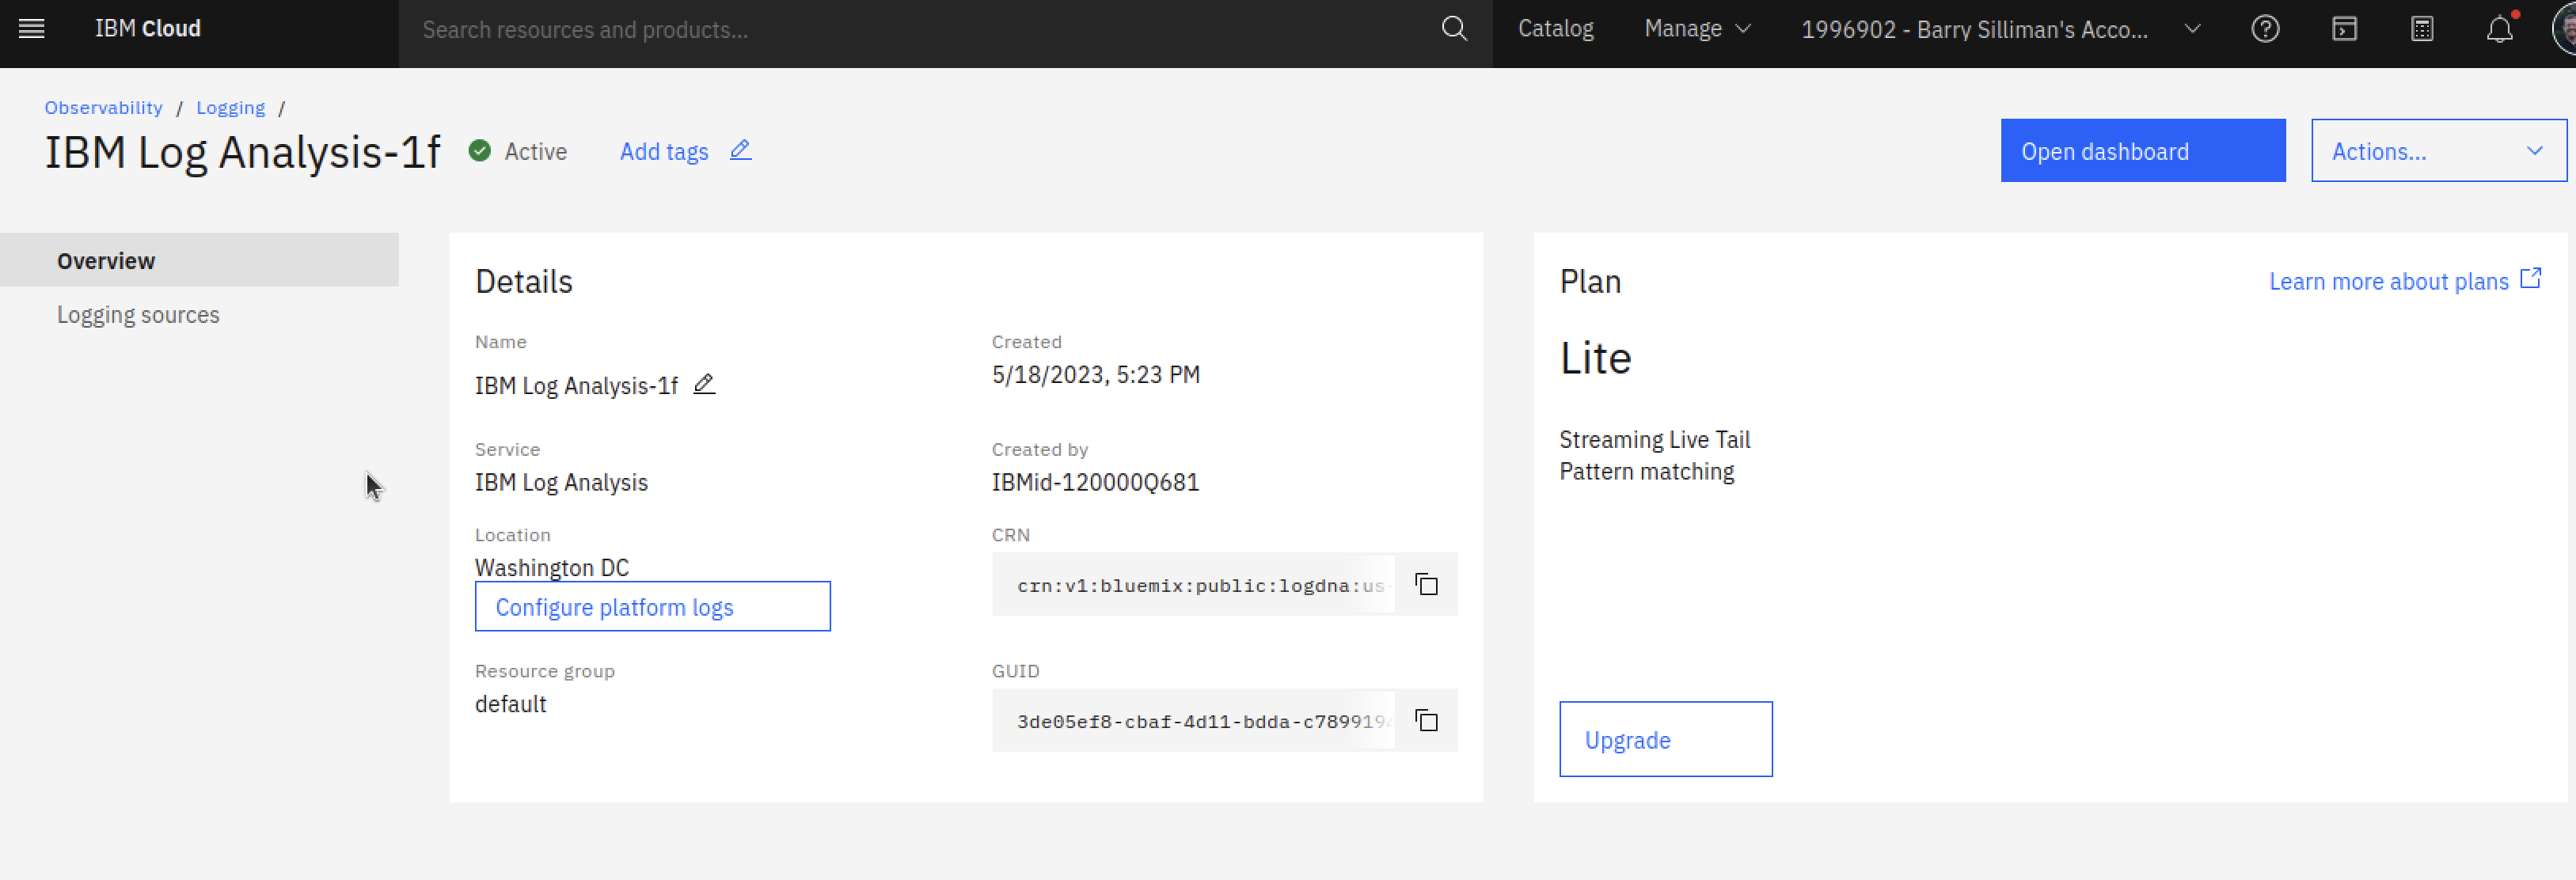 IBM Cloud
Search resources and products...
Catalog
Manage
1996902 - Barry Silliman's Acco...
Observability / Logging /
IBM Log Analysis-1f
Active
Add tags
Open dashboard
Actions...
Overview
Logging sources
Details
Name
IBM Log Analysis-1f
Created
5/18/2023, 5:23 PM
Service
IBM Log Analysis
Created by
IBMid-120000Q681
Location
Washington DC
Configure platform logs
CRN
crn:v1:bluemix:public:logdna:us-
Resource group
default
GUID
3de05ef8-cbaf-4d11-bdda-c789919
Plan
Learn more about plans
Lite
Streaming Live Tail
Pattern matching
Upgrade